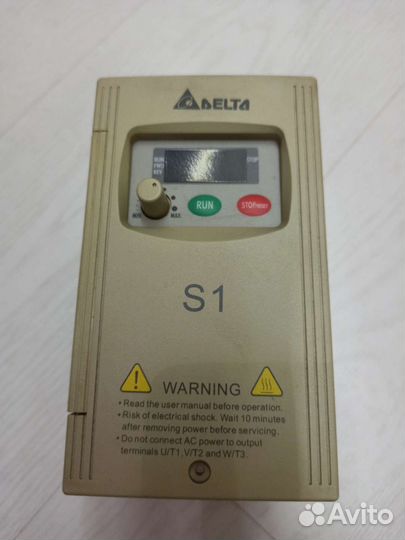 DELTA
RUN STOP
FWD
REV
MIN. MAX.
RUN
STOP/RESET
S1
WARNING
• Read the user manual before operation.
• Risk of electrical shock. Wait 10 minutes
after removing power before servicing.
• Do not connect AC power to output
terminals U/T1, V/T2 and W/T3.
Avito